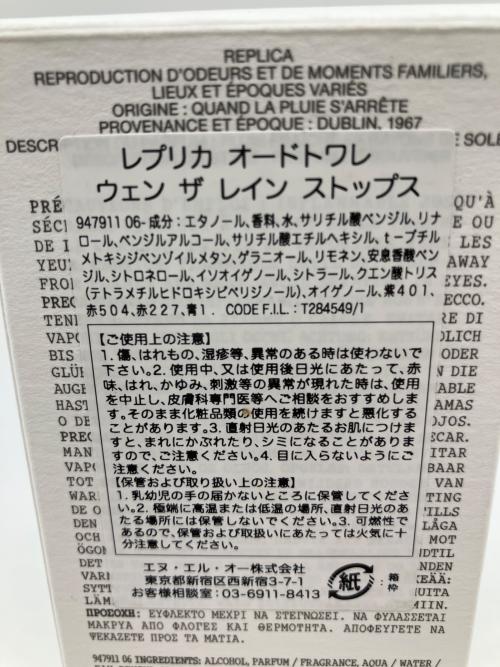 REPLICA
REPRODUCTION D'ODEURS ET DE MOMENTS FAMILIERS,
LIEUX ET ÉPOQUES VARIÉS
ORIGINE : QUAND LA PLUIE S'ARRÊTE
PROVENANCE ET ÉPOQUE : DUBLIN, 1967
レプリカ オードトワレ
ウェン ザ レイン ストップス
947911 06-成分：エタノール、香料、水、サリチル酸ベンジル、リナ
ロール、ベンジルアルコール、サリチル酸エチルヘキシル、t-ブチル
メトキシジベンゾイルメタン、ゲラニオール、リモネン、安息香酸ベン
ジル、シトロネロール、イソオイゲノール、シトラール、クエン酸トリス
(テトラメチルヒドロキシピペリジノール)、オイゲノール、紫401、
赤504、赤227、青1. CODE F.I.L. : T284549/1
【ご使用上の注意】
1. 傷、はれもの、湿疹等、異常のある時は使わないで
下さい。2. 使用中、又は使用後日光にあたって、赤
味、はれ、かゆみ、刺激等の異常が現れた時は、使用
を中止し、皮膚科専門医等へご相談をおすすめしま
す。そのまま化粧品類の使用を続けますと悪化する
ことがあります。3. 直射日光のあたるお肌につけま
すと、まれにかぶれたり、シミになることがありま
すので、ご注意ください。4. 目に入らないようにご
注意ください。
【保管および取り扱い上の注意】
1. 乳幼児の手の届かないところに保管してくださ
い。2. 極端に高温または低温の場所、直射日光のあ
たる場所には保管しないでください。3. 可燃性で
あるので、保管および取扱いにあたっては火気に十
分注意してください。
エヌ・エル・オー株式会社
東京都新宿区西新宿3-7-1
お客様相談室：03-6911-8413
紙
：箱
枠
ΠΡΟΣΟΧΗ: ΕΥΦΛΕΚΤΟ ΜΕΧΡΙ ΝΑ ΣΤΕΓΝΩΣΕΙ. ΝΑ ΦΥΛΑΣΣΕΤΑΙ
ΜΑΚΡΥΑ ΑΠΟ ΦΛΟΓΕΣ ΚΑΙ ΘΕΡΜΟΤΗΤΑ. ΑΠΟΦΕΥΓΕΤΕ ΝΑ
ΨΕΚΑΖΕΤΕ ΠΡΟΣ ΤΑ ΜΑΤΙΑ.
947911 06 INGREDIENTS: ALCOHOL, PARFUM / FRAGRANCE, AQUA / WATER /